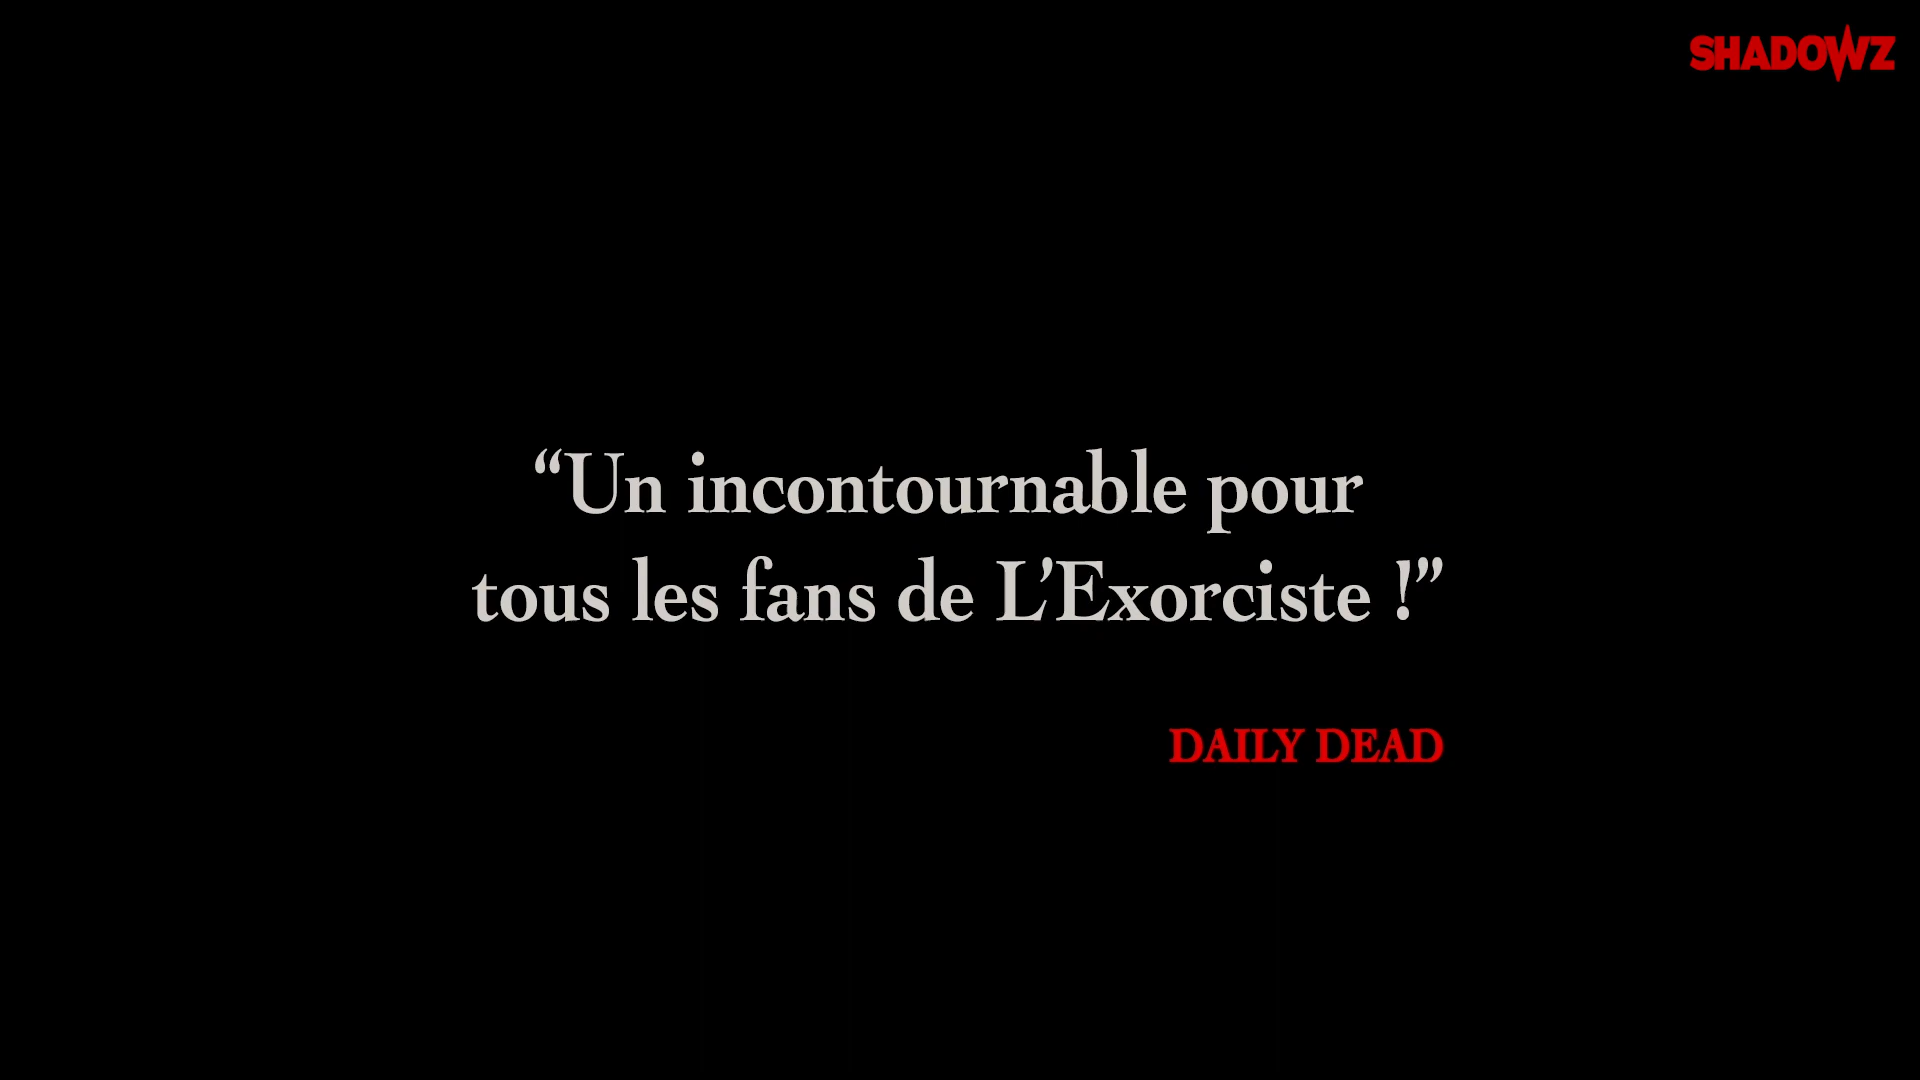 SHADOWZ
“Un incontournable pour
tous les fans de L’Exorciste !”
DAILY DEAD